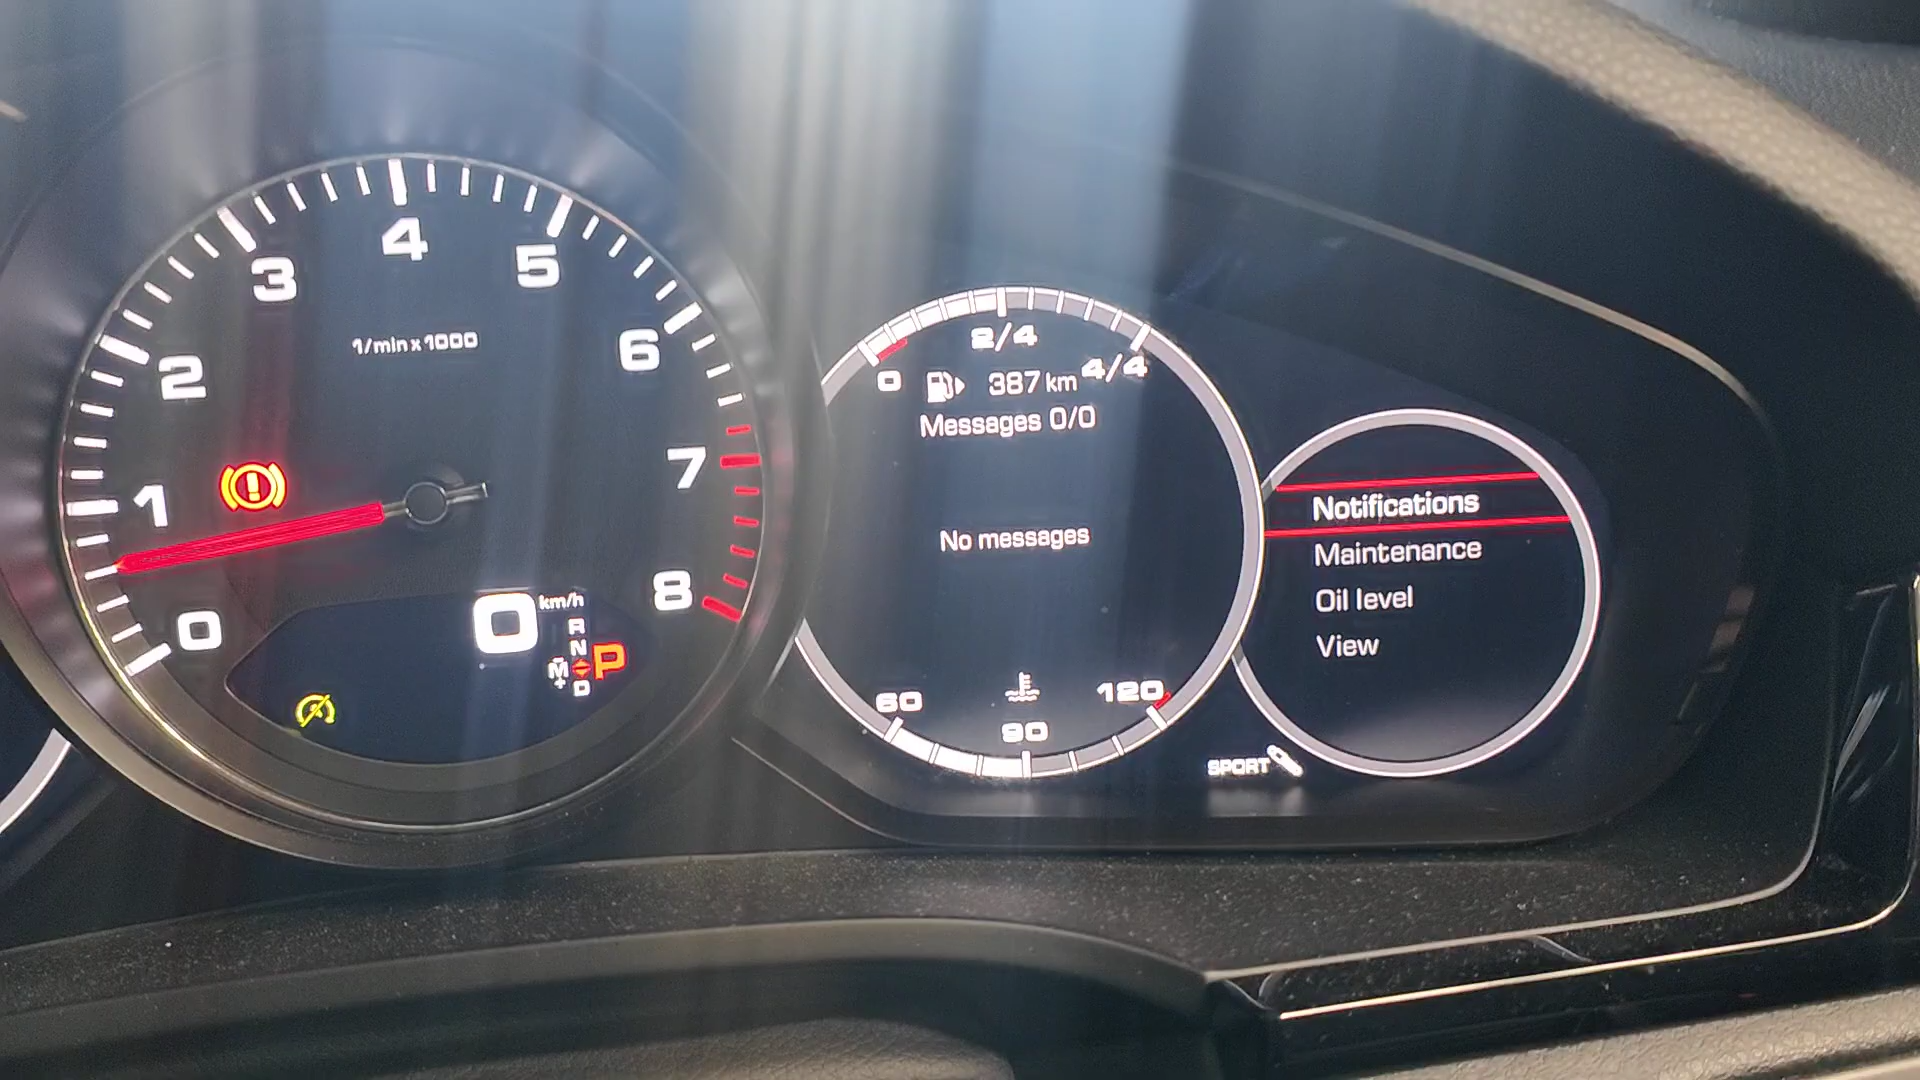 0
1
2
3
4
5
6
7
8
1/min x 1000
0 km/h
R
N
M
+
D
P
0
2/4
4/4
387 km
Messages 0/0
No messages
60
90
120
Notifications
Maintenance
Oil level
View
SPORT